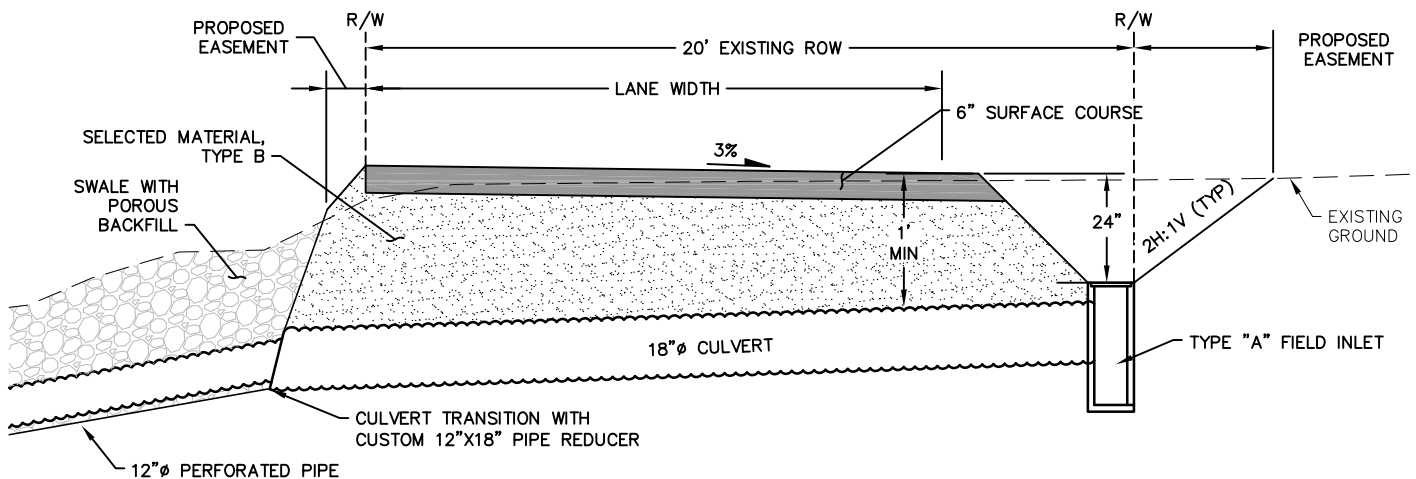 R/W
R/W
PROPOSED
EASEMENT
20' EXISTING ROW
PROPOSED
EASEMENT
LANE WIDTH
6" SURFACE COURSE
SELECTED MATERIAL,
TYPE B
3%
SWALE WITH
POROUS
BACKFILL
1'
MIN
24"
2H:1V (TYP)
EXISTING
GROUND
18"ø CULVERT
TYPE "A" FIELD INLET
CULVERT TRANSITION WITH
CUSTOM 12"X18" PIPE REDUCER
12"ø PERFORATED PIPE